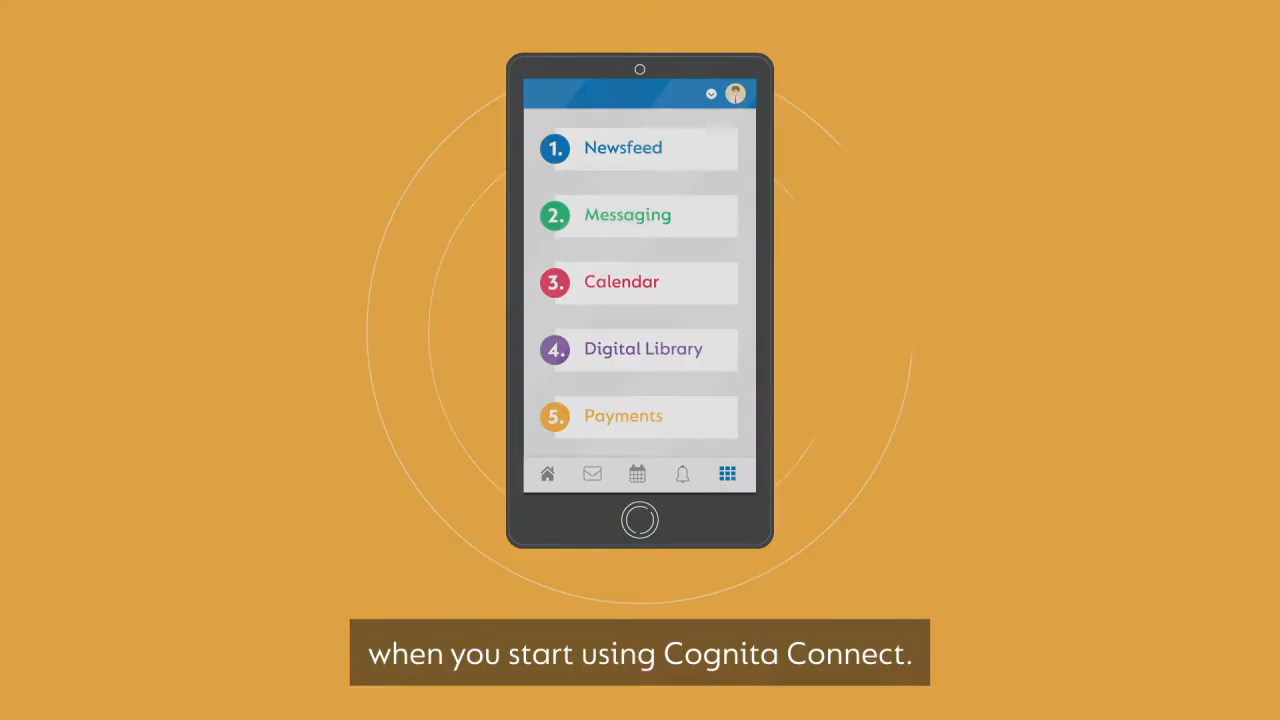 1. Newsfeed
2. Messaging
3. Calendar
4. Digital Library
5. Payments
when you start using Cognita Connect.